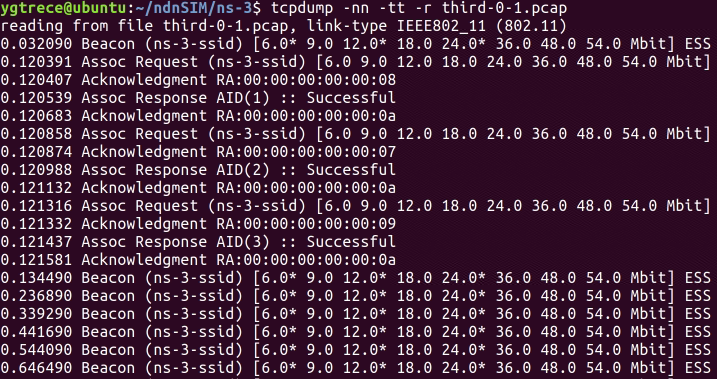 ygtrece@ubuntu:~/ndnSIM/ns-3$ tcpdump -nn -tt -r third-0-1.pcap
reading from file third-0-1.pcap, link-type IEEE802_11 (802.11)
0.032090 Beacon (ns-3-ssid) [6.0* 9.0 12.0* 18.0 24.0* 36.0 48.0 54.0 Mbit] ESS
0.120391 Assoc Request (ns-3-ssid) [6.0 9.0 12.0 18.0 24.0 36.0 48.0 54.0 Mbit]
0.120407 Acknowledgment RA:00:00:00:00:00:08
0.120539 Assoc Response AID(1) :: Successful
0.120683 Acknowledgment RA:00:00:00:00:00:0a
0.120858 Assoc Request (ns-3-ssid) [6.0 9.0 12.0 18.0 24.0 36.0 48.0 54.0 Mbit]
0.120874 Acknowledgment RA:00:00:00:00:00:07
0.120988 Assoc Response AID(2) :: Successful
0.121132 Acknowledgment RA:00:00:00:00:00:0a
0.121316 Assoc Request (ns-3-ssid) [6.0 9.0 12.0 18.0 24.0 36.0 48.0 54.0 Mbit]
0.121332 Acknowledgment RA:00:00:00:00:00:09
0.121437 Assoc Response AID(3) :: Successful
0.121581 Acknowledgment RA:00:00:00:00:00:0a
0.134490 Beacon (ns-3-ssid) [6.0* 9.0 12.0* 18.0 24.0* 36.0 48.0 54.0 Mbit] ESS
0.236890 Beacon (ns-3-ssid) [6.0* 9.0 12.0* 18.0 24.0* 36.0 48.0 54.0 Mbit] ESS
0.339290 Beacon (ns-3-ssid) [6.0* 9.0 12.0* 18.0 24.0* 36.0 48.0 54.0 Mbit] ESS
0.441690 Beacon (ns-3-ssid) [6.0* 9.0 12.0* 18.0 24.0* 36.0 48.0 54.0 Mbit] ESS
0.544090 Beacon (ns-3-ssid) [6.0* 9.0 12.0* 18.0 24.0* 36.0 48.0 54.0 Mbit] ESS
0.646490 Beacon (ns-3-ssid) [6.0* 9.0 12.0* 18.0 24.0* 36.0 48.0 54.0 Mbit] ESS